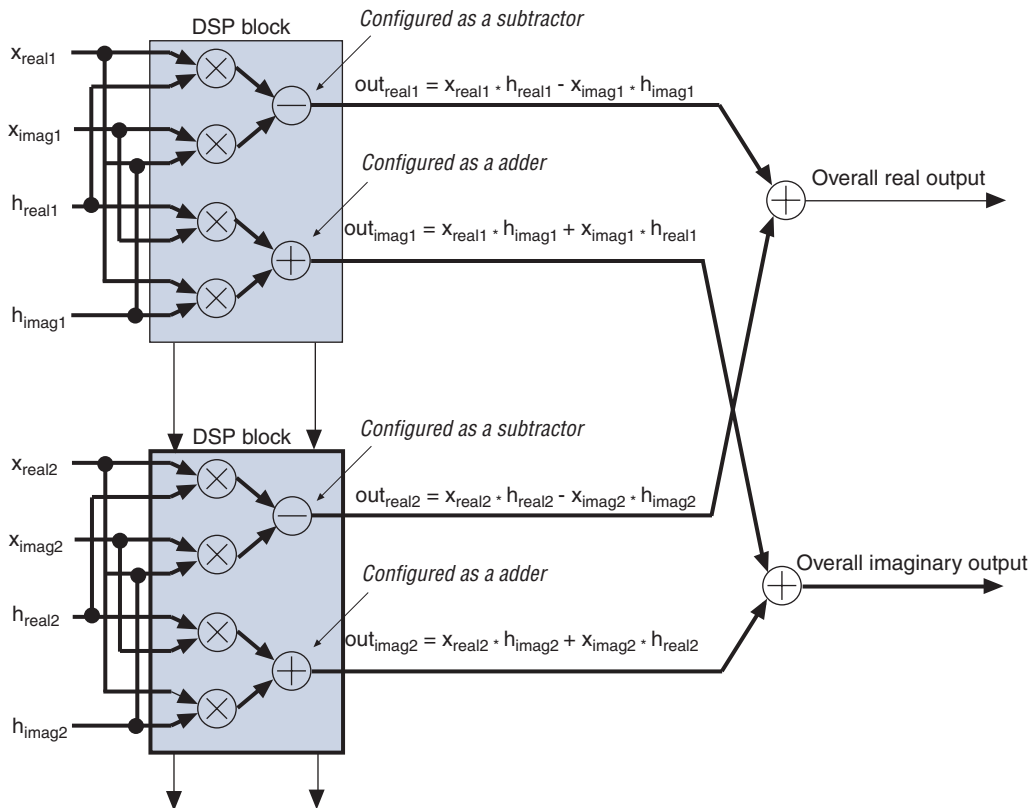 Configured as a subtractor
DSP block
x_real1
out_real1 = x_real1 * h_real1 - x_imag1 * h_imag1
x_imag1
Configured as a adder
Overall real output
h_real1
out_imag1 = x_real1 * h_imag1 + x_imag1 * h_real1
h_imag1
Configured as a subtractor
DSP block
x_real2
out_real2 = x_real2 * h_real2 - x_imag2 * h_imag2
x_imag2
Overall imaginary output
Configured as a adder
h_real2
out_imag2 = x_real2 * h_imag2 + x_imag2 * h_real2
h_imag2